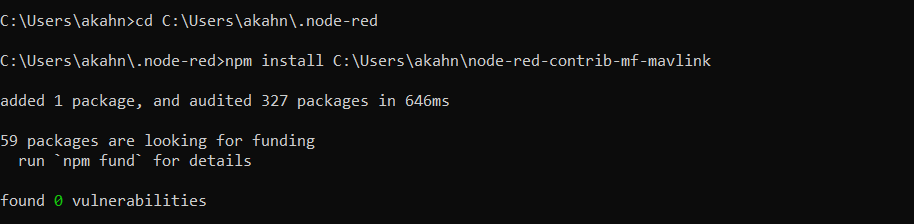 C:\Users\akahn>cd C:\Users\akahn\.node-red
C:\Users\akahn\.node-red>npm install C:\Users\akahn\node-red-contrib-mf-mavlink
added 1 package, and audited 327 packages in 646ms
59 packages are looking for funding
  run `npm fund` for details
found 0 vulnerabilities